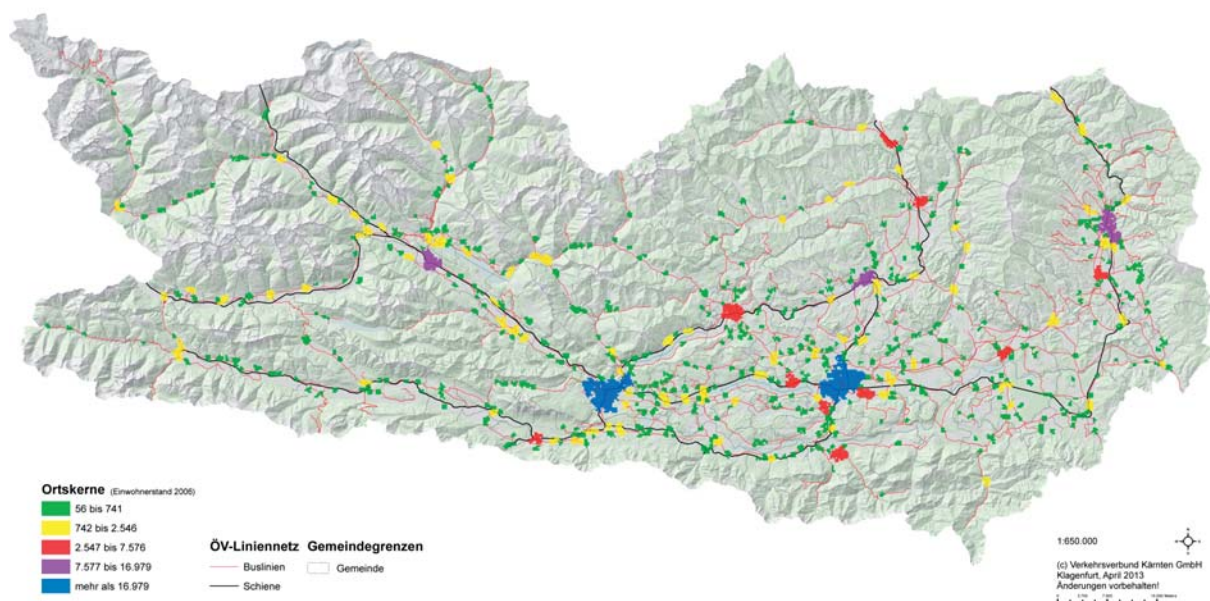 Ortskerne (Einwohnerstand 2006)
56 bis 741
742 bis 2.546
2.547 bis 7.576
7.577 bis 16.979
mehr als 16.979
ÖV-Liniennetz
Buslinien
Schiene
Gemeindegrenzen
Gemeinde
1:650.000
(c) Verkehrsverbund Kärnten GmbH
Klagenfurt, April 2013
Änderungen vorbehalten!